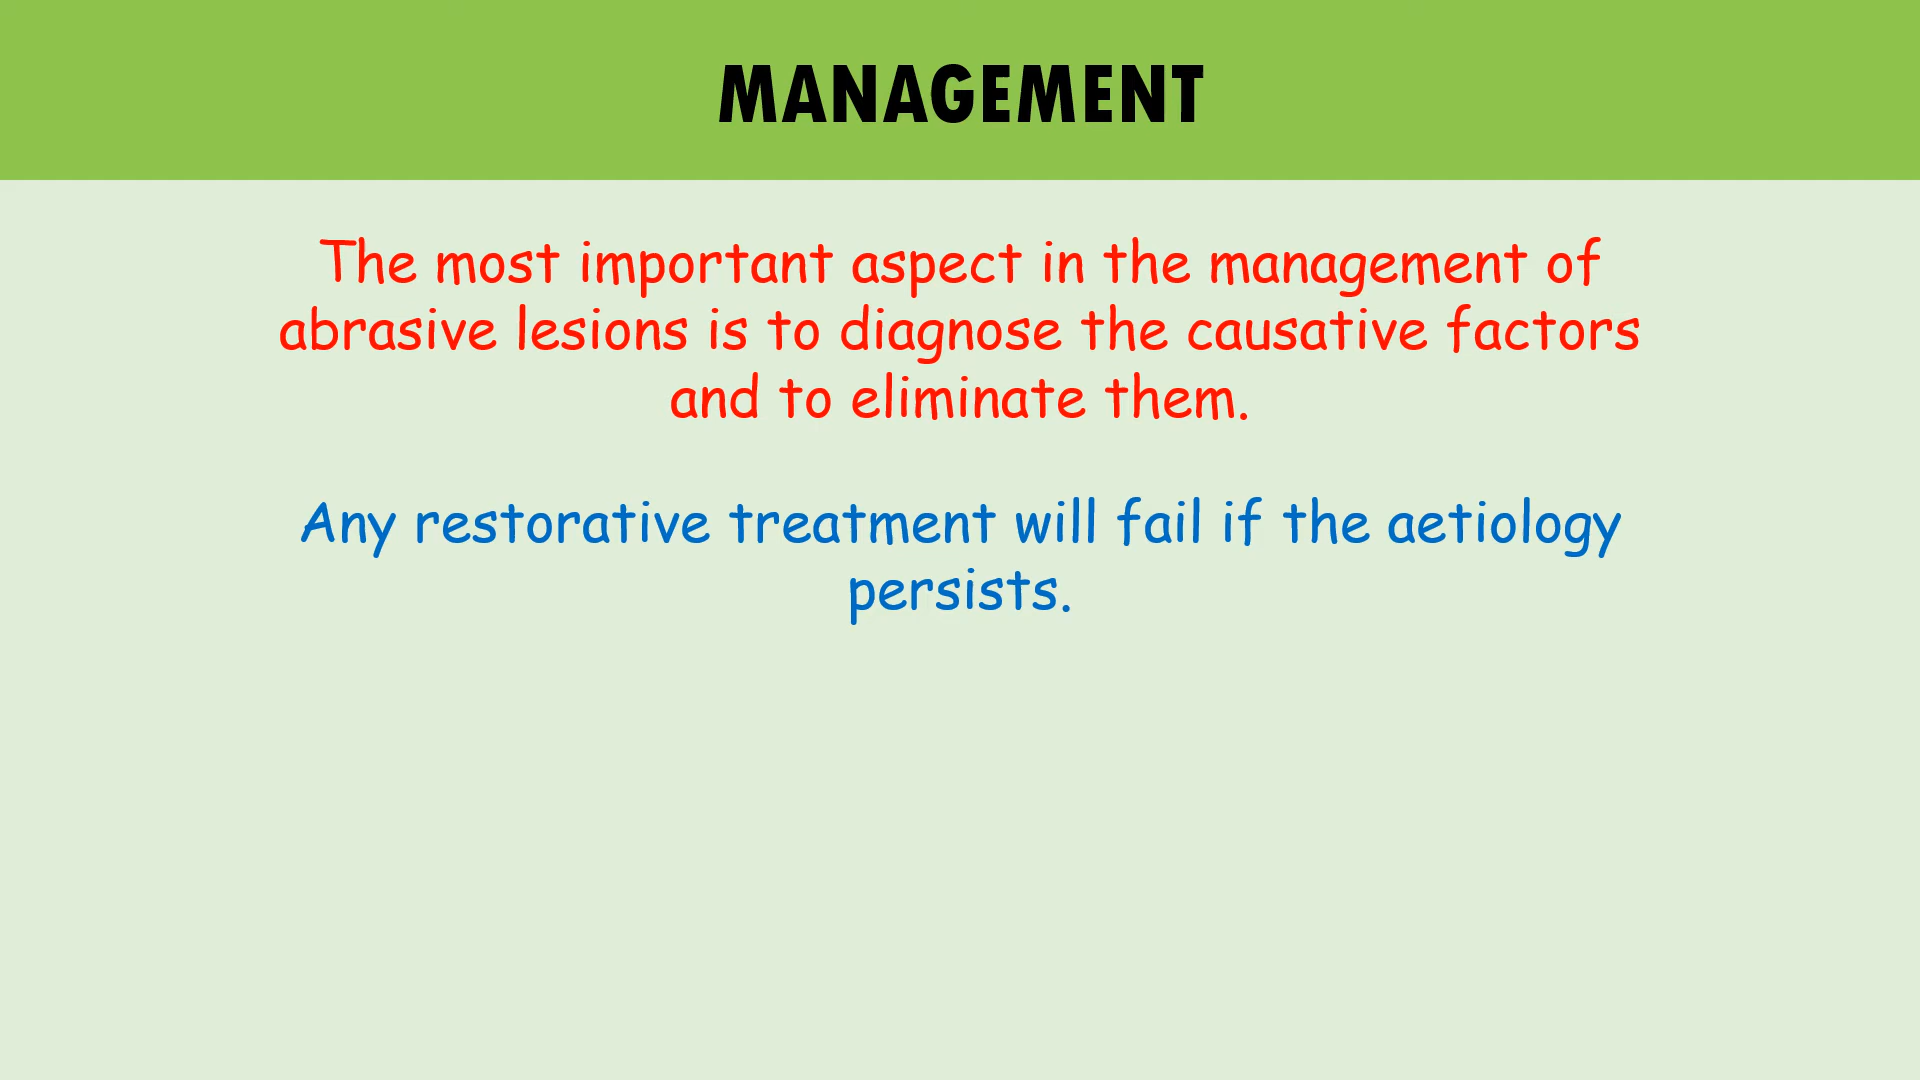 MANAGEMENT
The most important aspect in the management of
abrasive lesions is to diagnose the causative factors
and to eliminate them.
Any restorative treatment will fail if the aetiology
persists.